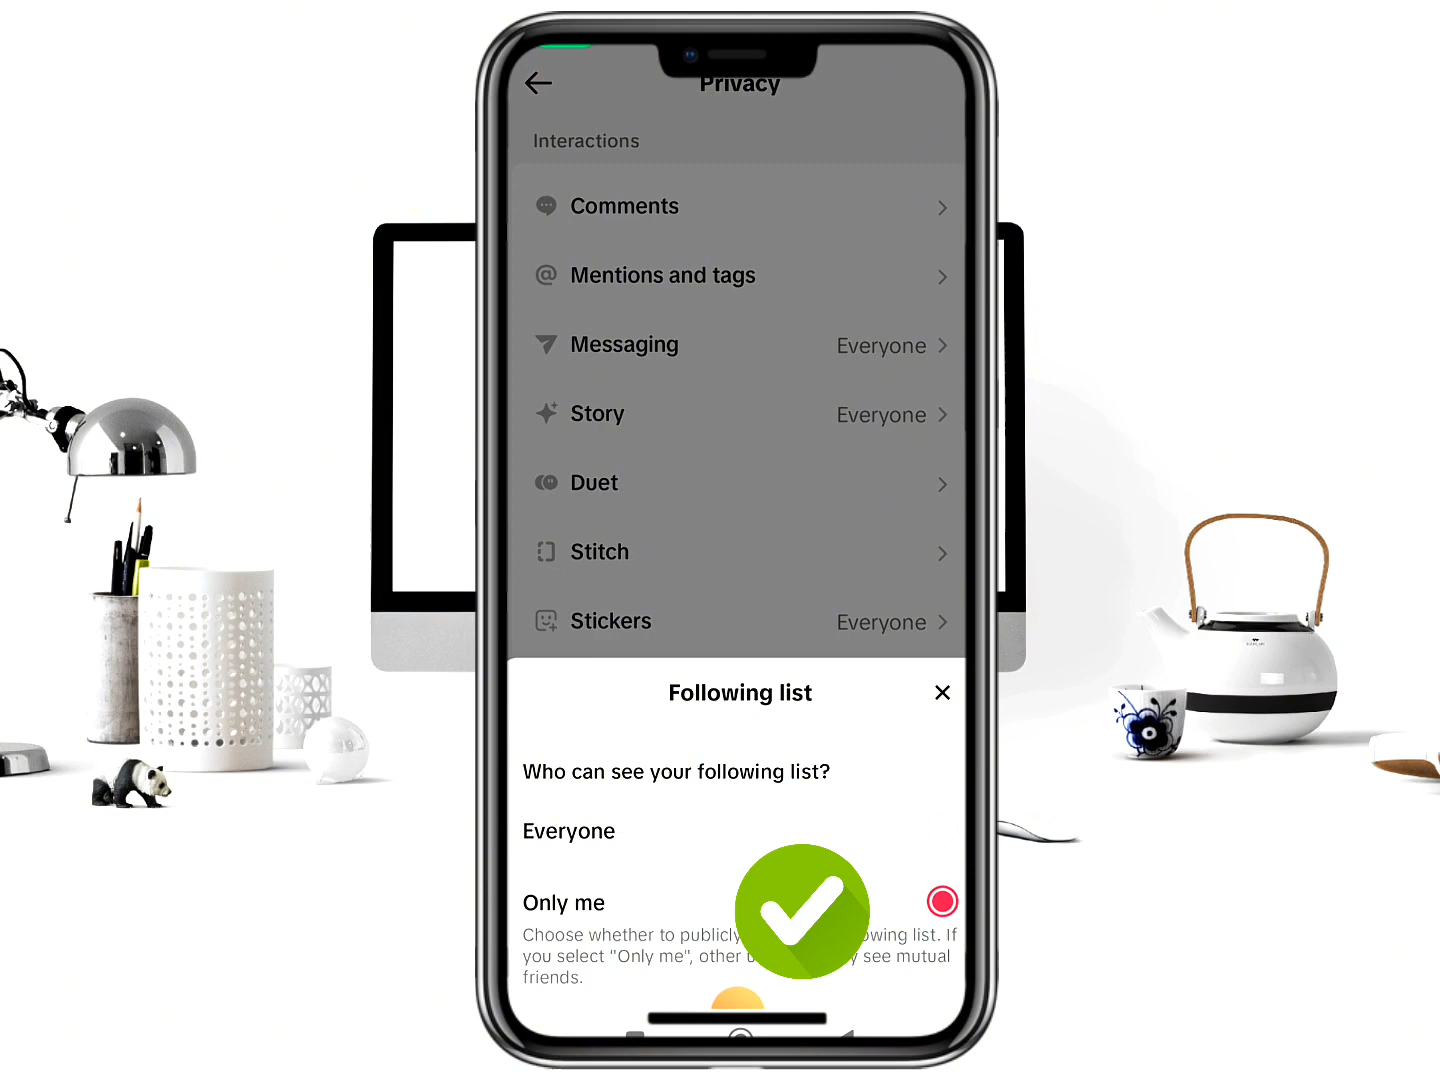 Privacy
Interactions
Comments
Mentions and tags
Messaging Everyone
Story Everyone
Duet
Stitch
Stickers Everyone
Following list
Who can see your following list?
Everyone
Only me
Choose whether to publicly owing list. If
you select "Only me", other see mutual
friends.